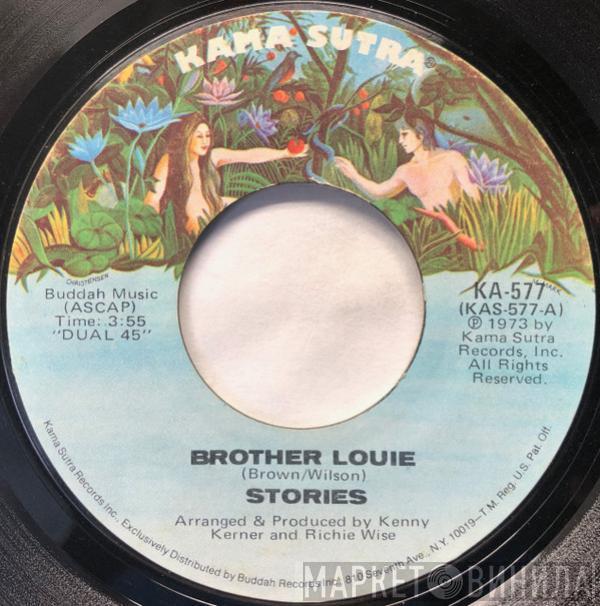 KAMA SUTRA®
CHRISTENSEN
Buddah Music
(ASCAP)
Time: 3:55
"DUAL 45"
KA-577
(KAS-577-A)
℗ 1973 by
Kama Sutra
Records, Inc.
All Rights
Reserved.
BROTHER LOUIE
(Brown/Wilson)
STORIES
Arranged & Produced by Kenny
Kerner and Richie Wise
Kama Sutra Records Inc., Exclusively Distributed by Buddah Records Inc., 810 Seventh Ave., N.Y. 10019—T.M. Reg. U.S. Pat. Off.
МАРКЕТ ВИНИЛА